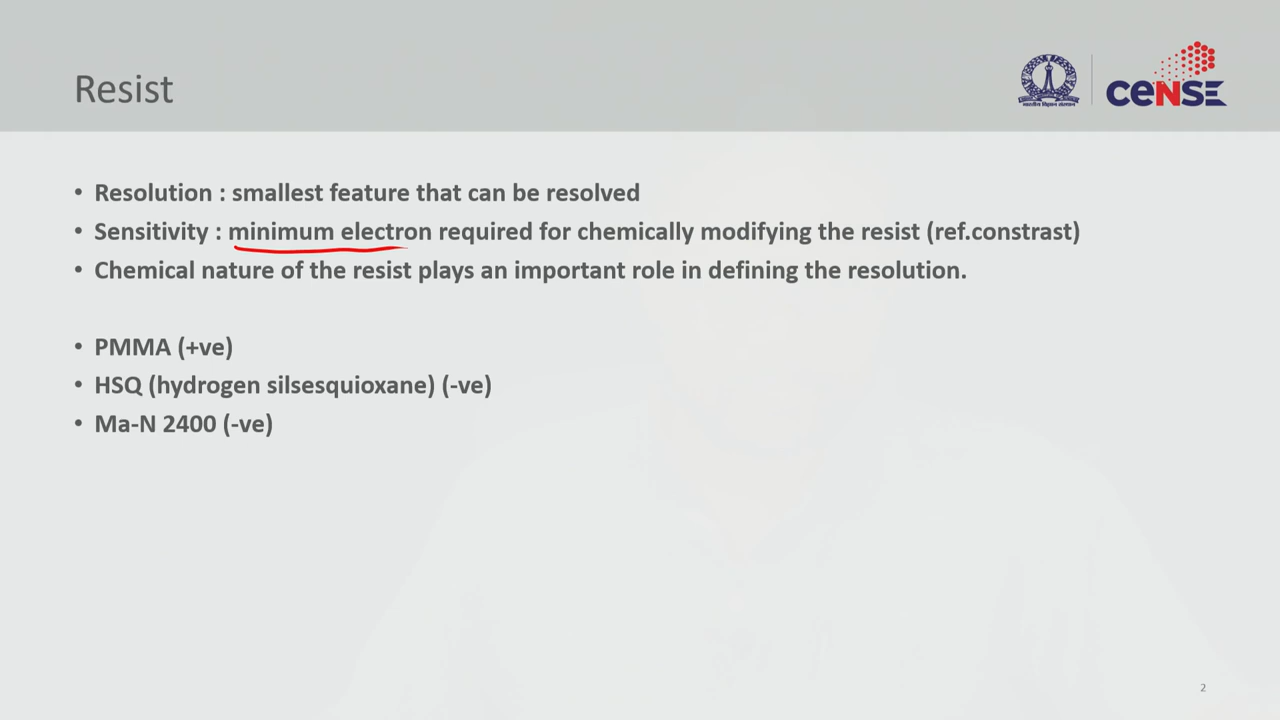 Resist
CeNSE
• Resolution : smallest feature that can be resolved
• Sensitivity : minimum electron required for chemically modifying the resist (ref.constrast)
• Chemical nature of the resist plays an important role in defining the resolution.
• PMMA (+ve)
• HSQ (hydrogen silsesquioxane) (-ve)
• Ma-N 2400 (-ve)
2